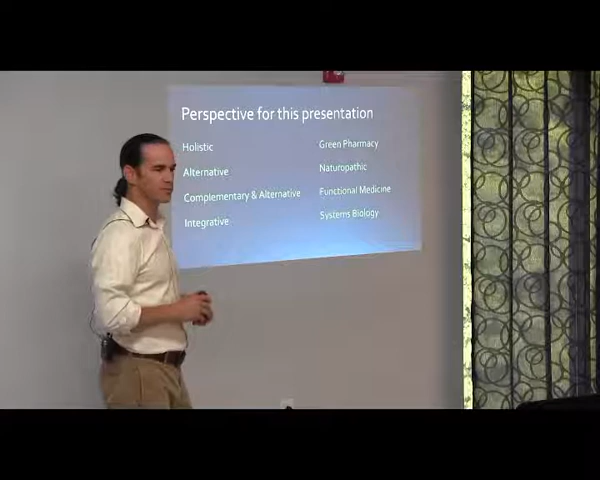 Perspective for this presentation
Holistic
Alternative
Complementary & Alternative
Integrative
Green Pharmacy
Naturopathic
Functional Medicine
Systems Biology